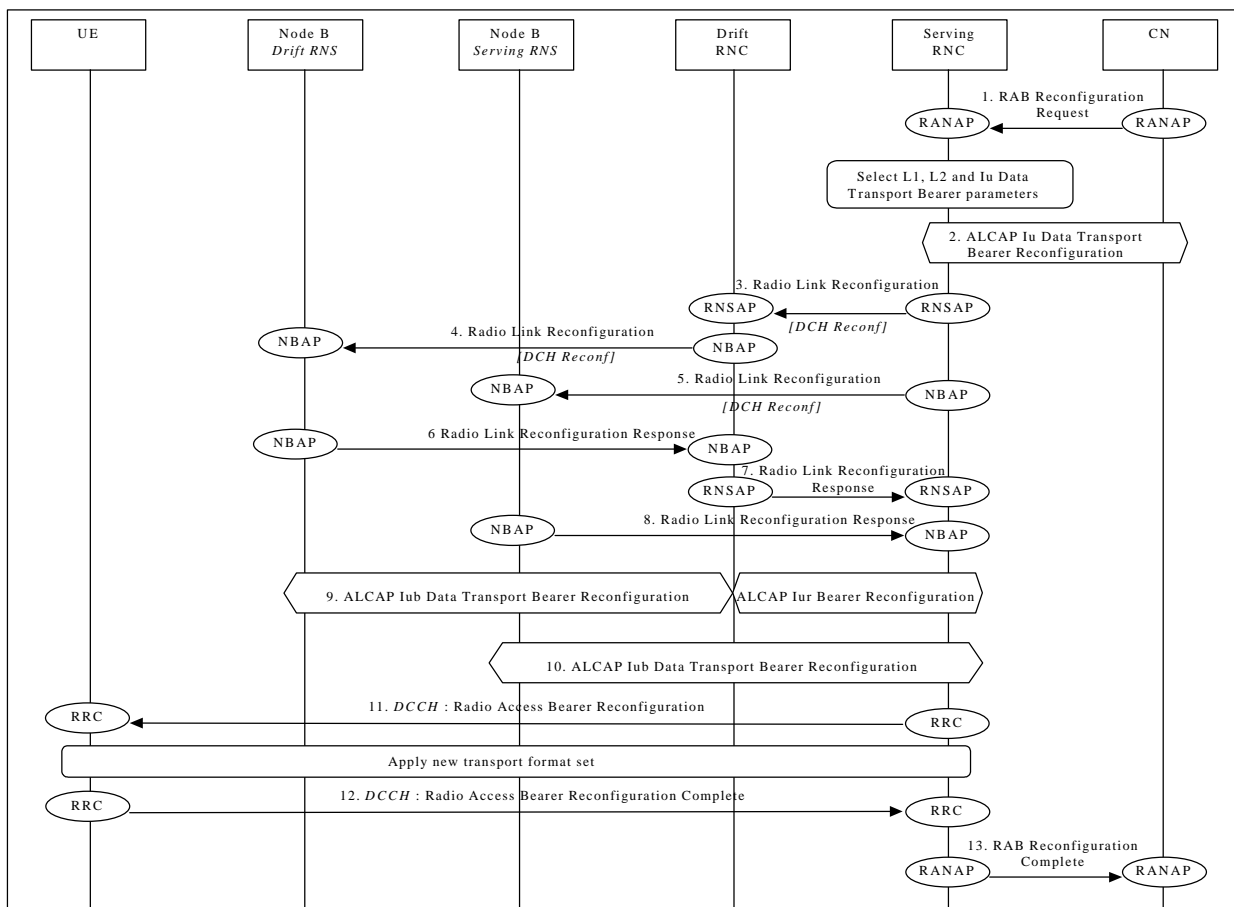 UE
Node B
Drift RNS
Node B
Serving RNS
Drift
RNC
Serving
RNC
CN
1. RAB Reconfiguration
Request
RANAP
RANAP
Select L1, L2 and Iu Data
Transport Bearer parameters
2. ALCAP Iu Data Transport
Bearer Reconfiguration
3. Radio Link Reconfiguration
RNSAP
RNSAP
[DCH Reconf]
4. Radio Link Reconfiguration
NBAP
NBAP
[DCH Reconf]
5. Radio Link Reconfiguration
NBAP
NBAP
[DCH Reconf]
6 Radio Link Reconfiguration Response
NBAP
NBAP
7. Radio Link Reconfiguration
Response
RNSAP
RNSAP
8. Radio Link Reconfiguration Response
NBAP
NBAP
9. ALCAP Iub Data Transport Bearer Reconfiguration
ALCAP Iur Bearer Reconfiguration
10. ALCAP Iub Data Transport Bearer Reconfiguration
11. DCCH : Radio Access Bearer Reconfiguration
RRC
RRC
Apply new transport format set
12. DCCH : Radio Access Bearer Reconfiguration Complete
RRC
RRC
13. RAB Reconfiguration
Complete
RANAP
RANAP